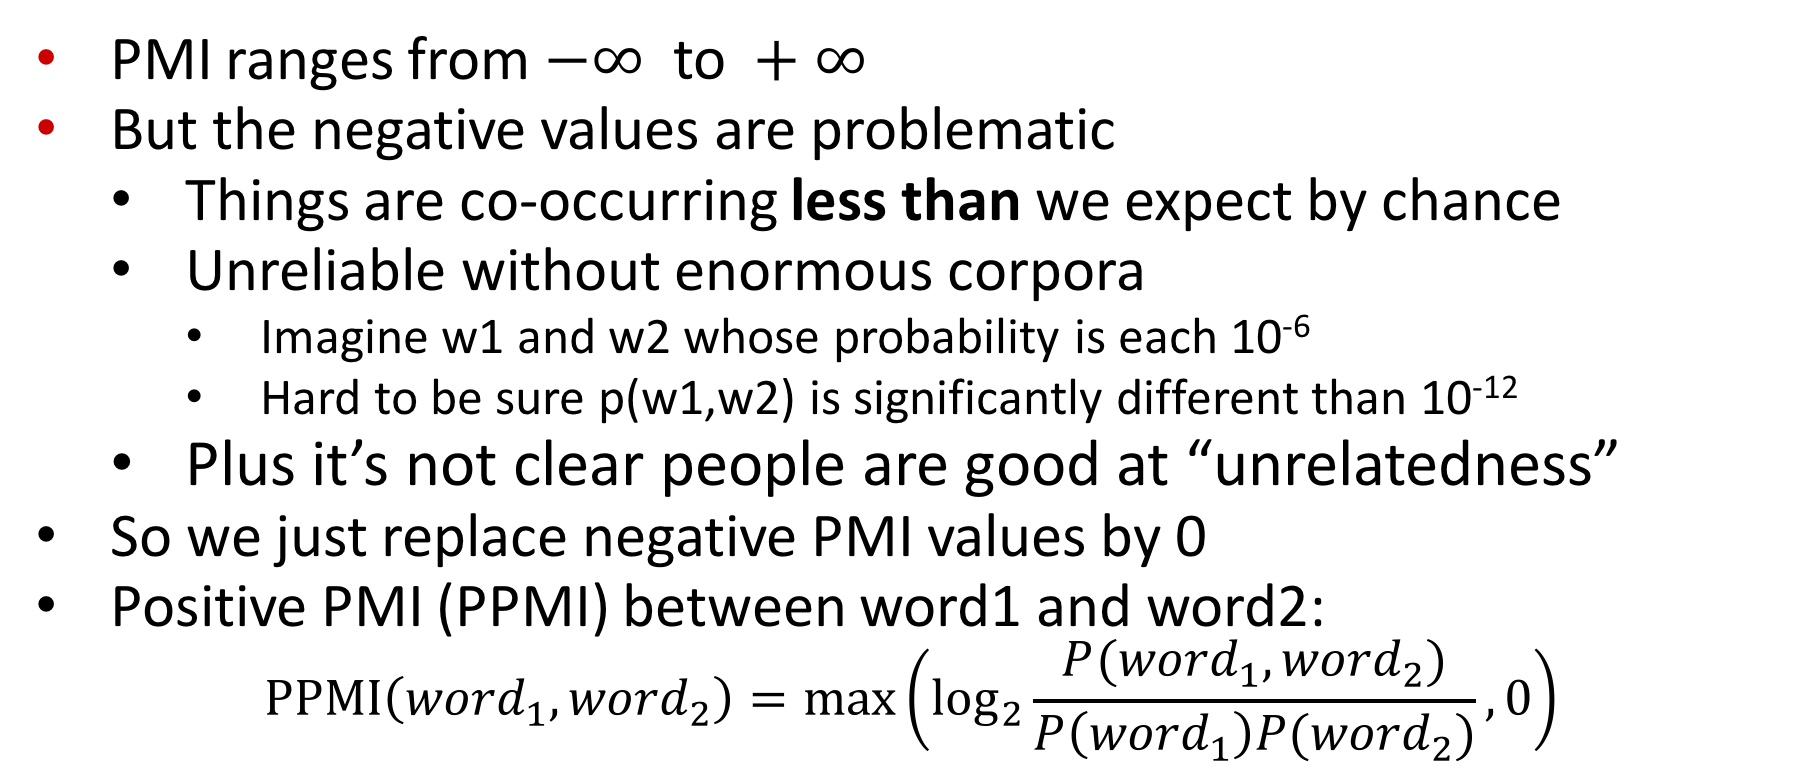 • PMI ranges from −∞ to + ∞
• But the negative values are problematic
• Things are co-occurring less than we expect by chance
• Unreliable without enormous corpora
• Imagine w1 and w2 whose probability is each 10⁻⁶
• Hard to be sure p(w1,w2) is significantly different than 10⁻¹²
• Plus it’s not clear people are good at “unrelatedness”
• So we just replace negative PMI values by 0
• Positive PMI (PPMI) between word1 and word2:
PPMI(word₁, word₂) = max(log₂ P(word₁, word₂) / P(word₁)P(word₂), 0)